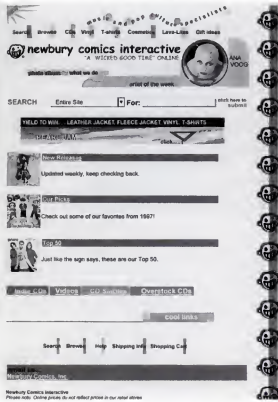 music and pop culture specialists
Search Browse CDs Vinyl T-shirts Cosmetics Lava-Lites Gift Ideas
newbury comics interactive
"A WICKED GOOD TIME" ONLINE
ANA
VOOG
photo album
what we do
artist of the week
SEARCH Entire Site For: click here to
submit
YIELD TO WIN... LEATHER JACKET, FLEECE JACKET, VINYL, T-SHIRTS
PEARL JAM
click
New Releases
Updated weekly, keep checking back.
Our Picks
Check out some of our favorites from 1997!
Top 50
Just like the sign says, these are our Top 50.
Indie CDs Videos CD Singles Overstock CDs
cool links
Search Browse Help Shipping Info Shopping Cart
Newbury Comics, Inc.
Newbury Comics Interactive
Please note: Online prices do not reflect prices in our retail stores